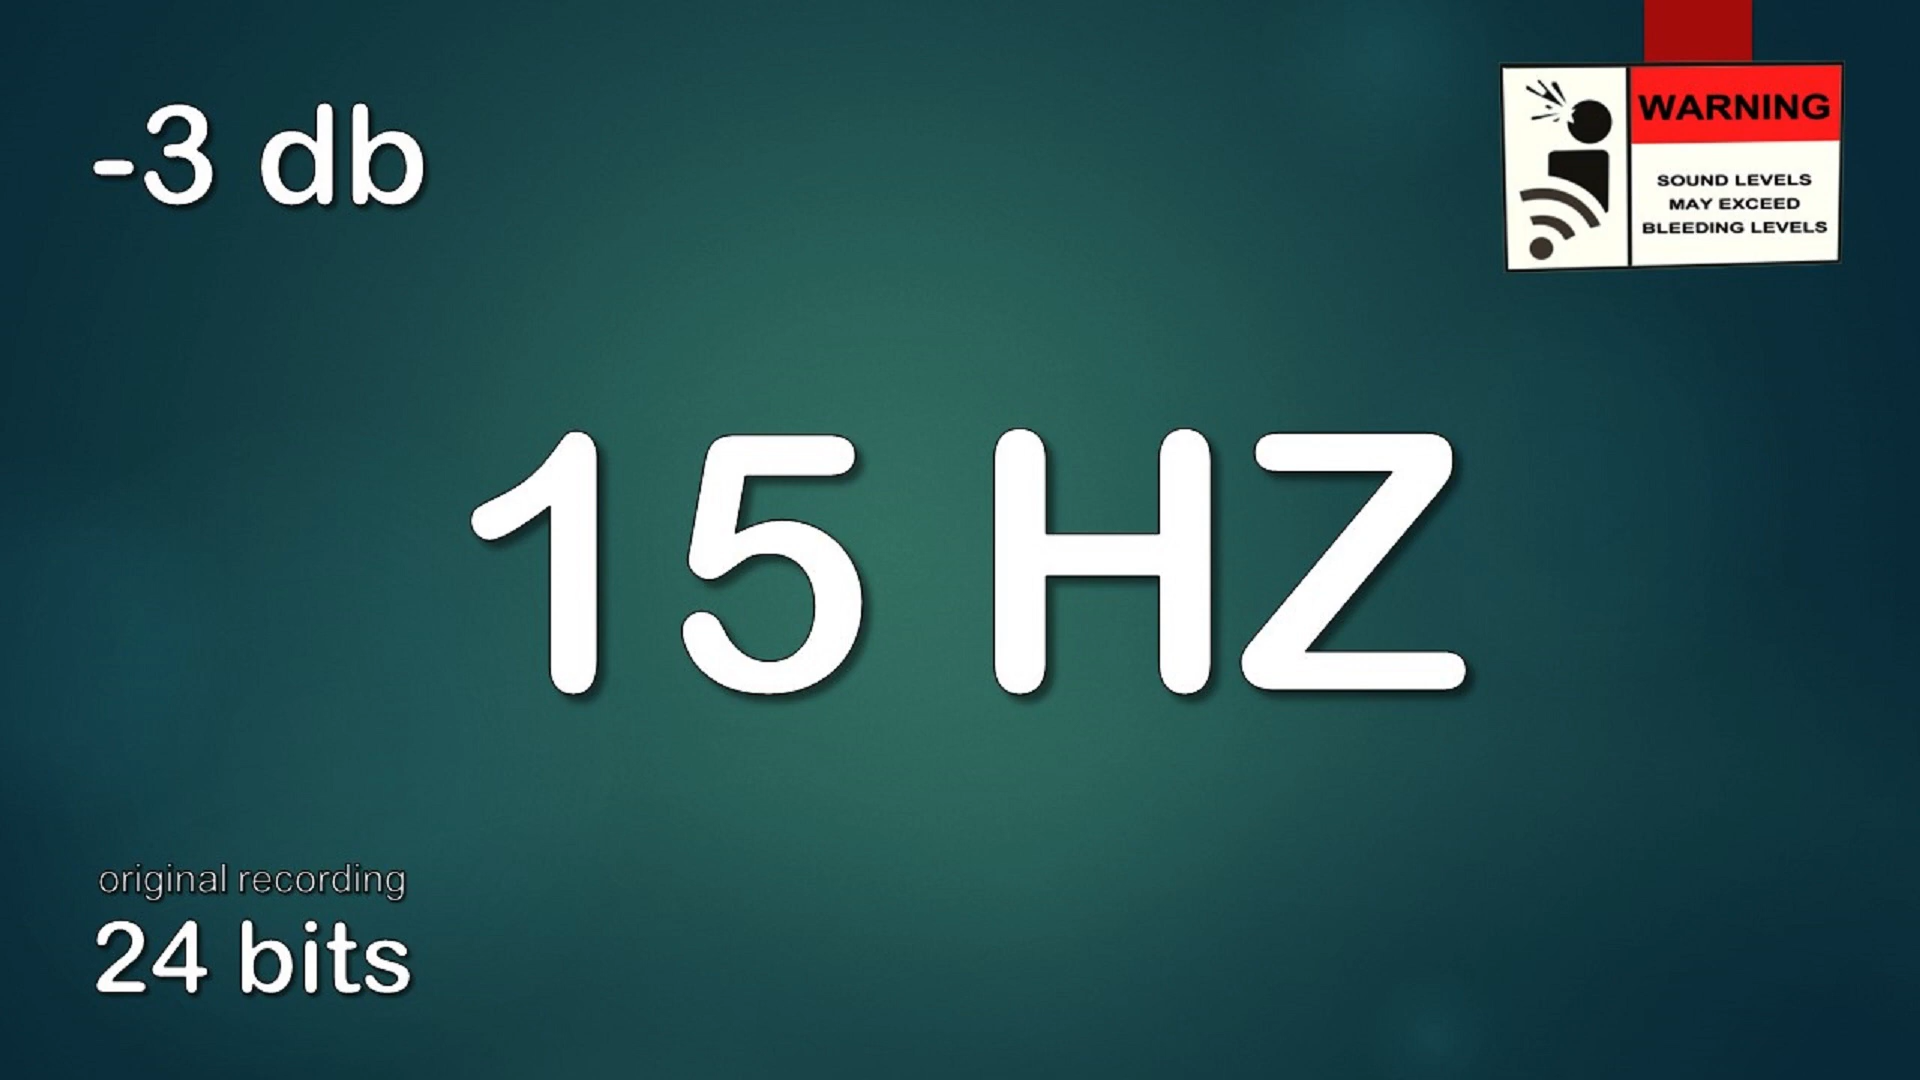 -3 db
WARNING
SOUND LEVELS
MAY EXCEED
BLEEDING LEVELS
15 HZ
original recording
24 bits